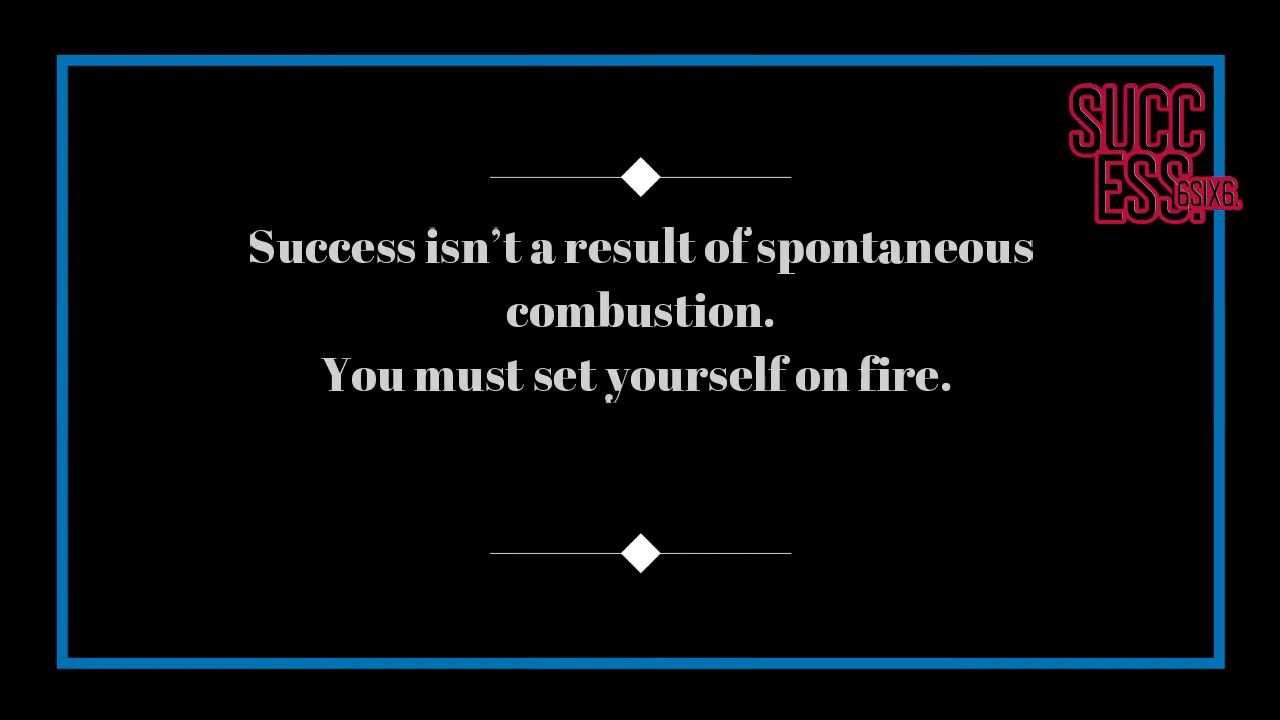 SUCC
ESS.
6SIX6.
Success isn’t a result of spontaneous
combustion.
You must set yourself on fire.